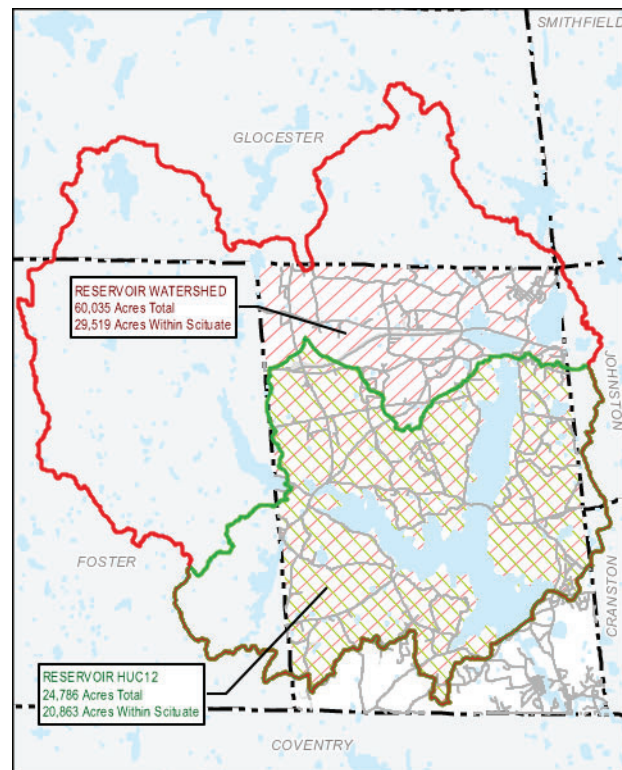 SMITHFIELD
GLOCESTER
RESERVOIR WATERSHED
60,035 Acres Total
29,519 Acres Within Scituate
JOHNSTON
FOSTER
CRANSTON
RESERVOIR HUC12
24,786 Acres Total
20,863 Acres Within Scituate
COVENTRY